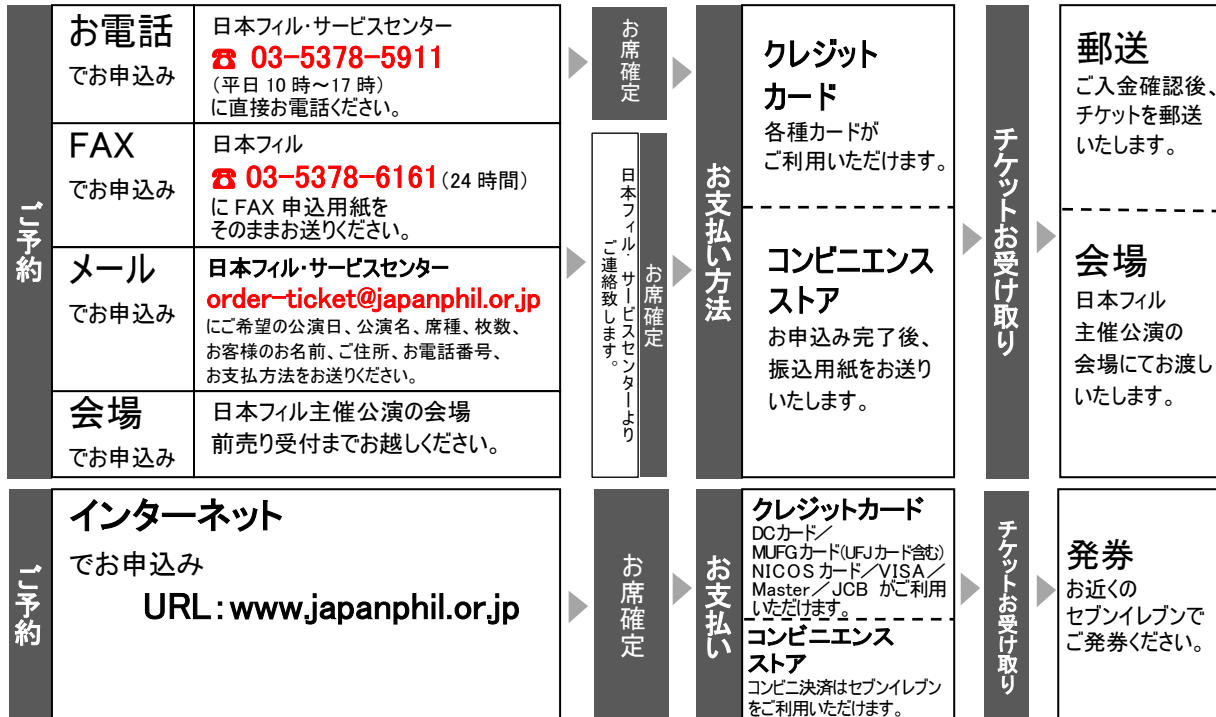 ご予約
お電話
でお申込み
日本フィル・サービスセンター
☎ 03-5378-5911
(平日 10 時～17 時)
に直接お電話ください。
FAX
でお申込み
日本フィル
☎ 03-5378-6161(24 時間)
に FAX 申込用紙を
そのままお送りください。
メール
でお申込み
日本フィル・サービスセンター
order-ticket@japanphil.or.jp
にご希望の公演日、公演名、席種、枚数、
お客様のお名前、ご住所、お電話番号、
お支払方法をお送りください。
会場
でお申込み
日本フィル主催公演の会場
前売り受付までお越しください。
お席確定
日本フィル・サービスセンターより
ご連絡致します。
お席確定
お支払い方法
クレジット
カード
各種カードが
ご利用いただけます。
コンビニエンス
ストア
お申込み完了後、
振込用紙をお送り
いたします。
チケットお受け取り
郵送
ご入金確認後、
チケットを郵送
いたします。
会場
日本フィル
主催公演の
会場にてお渡し
いたします。
ご予約
インターネット
でお申込み
URL:www.japanphil.or.jp
お席確定
お支払い
クレジットカード
DCカード／
MUFGカード(UFJカード含む)
NICOSカード／VISA／
Master／JCB がご利用
いただけます。
コンビニエンス
ストア
コンビニ決済はセブンイレブン
をご利用いただけます。
チケットお受け取り
発券
お近くの
セブンイレブンで
ご発券ください。